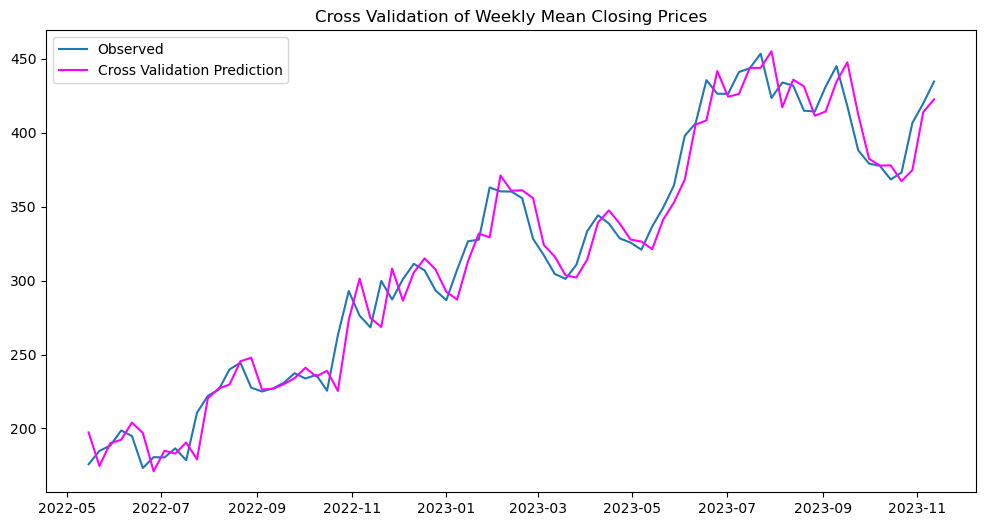 Cross Validation of Weekly Mean Closing Prices
Observed
Cross Validation Prediction
450
400
350
300
250
200
2022-05 2022-07 2022-09 2022-11 2023-01 2023-03 2023-05 2023-07 2023-09 2023-11